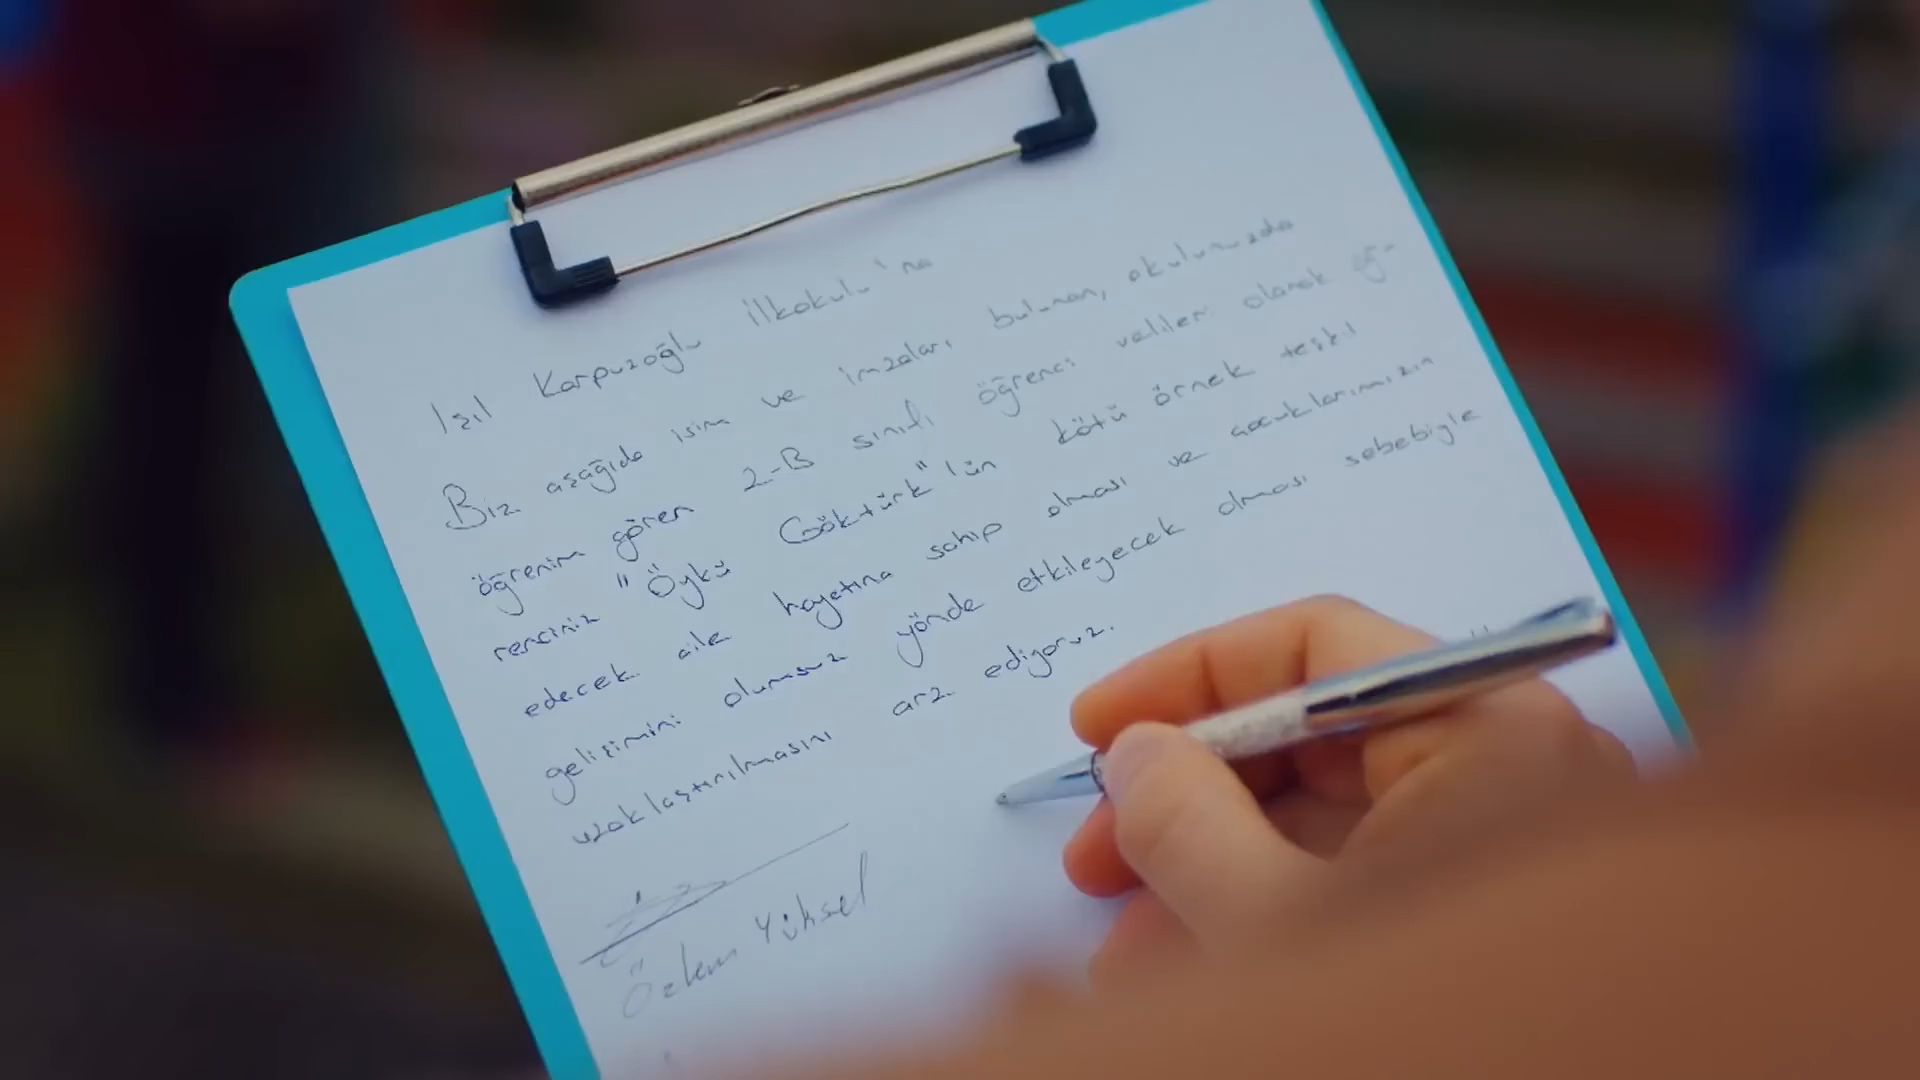 Işıl Karpuzoğlu İlkokulu'na
Biz aşağıda isim ve imzaları bulunan, okulunuzda
öğrenim gören 2-B sınıfı öğrenci velileri olarak öğ-
renciniz "Öykü Göktürk"ün kötü örnek teşkil
edecek aile hayatına sahip olması ve çocuklarımızın
gelişimini olumsuz yönde etkileyecek olması sebebiyle
uzaklaştırılmasını arz ediyoruz.
Özlem Yüksel